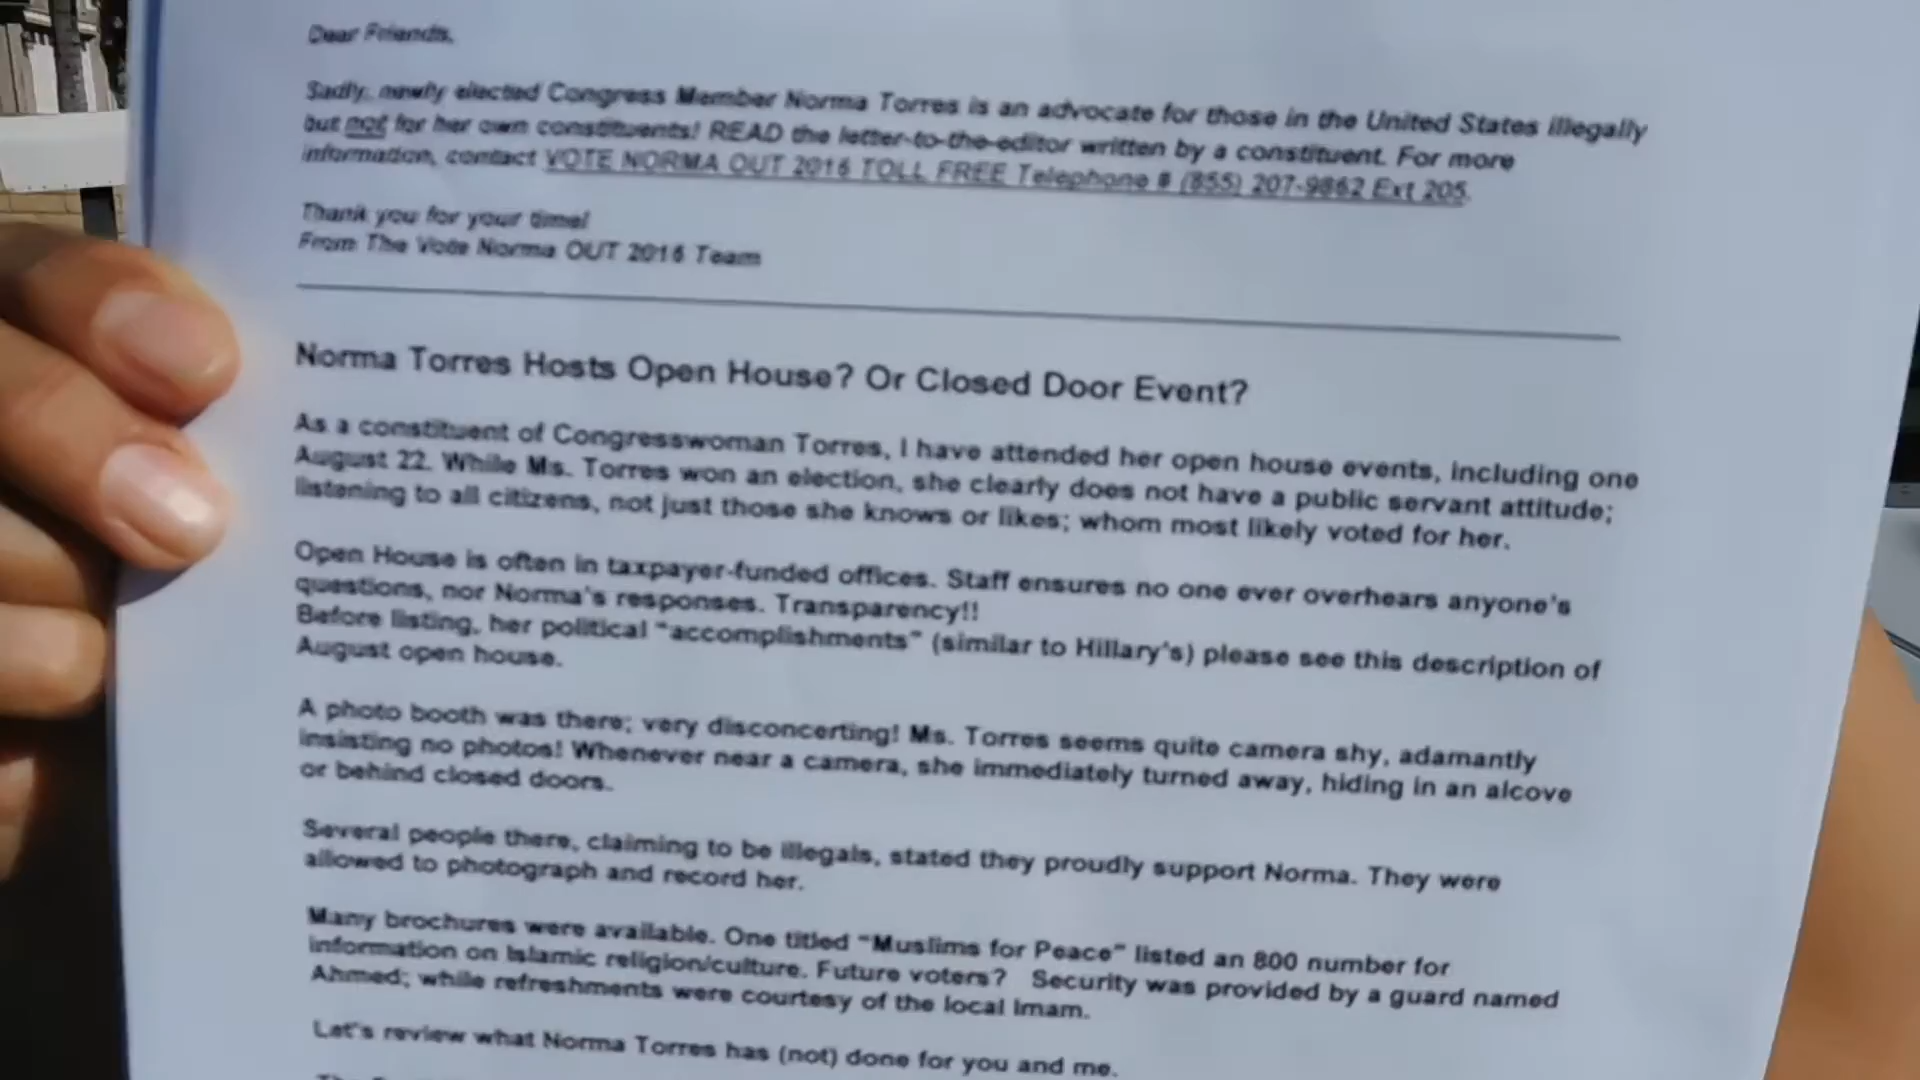 Dear Friends,
Sadly, newly elected Congress Member Norma Torres is an advocate for those in the United States illegally
but not for her own constituents! READ the letter-to-the-editor written by a constituent. For more
information, contact VOTE NORMA OUT 2016 TOLL FREE Telephone # (855) 207-9862 Ext 205.
Thank you for your time!
From The Vote Norma OUT 2016 Team
Norma Torres Hosts Open House? Or Closed Door Event?
As a constituent of Congresswoman Torres, I have attended her open house events, including one
August 22. While Ms. Torres won an election, she clearly does not have a public servant attitude;
listening to all citizens, not just those she knows or likes; whom most likely voted for her.
Open House is often in taxpayer-funded offices. Staff ensures no one ever overhears anyone's
questions, nor Norma's responses. Transparency!!
Before listing, her political "accomplishments" (similar to Hillary's) please see this description of
August open house.
A photo booth was there; very disconcerting! Ms. Torres seems quite camera shy, adamantly
insisting no photos! Whenever near a camera, she immediately turned away, hiding in an alcove
or behind closed doors.
Several people there, claiming to be illegals, stated they proudly support Norma. They were
allowed to photograph and record her.
Many brochures were available. One titled "Muslims for Peace" listed an 800 number for
information on Islamic religion/culture. Future voters? Security was provided by a guard named
Ahmed; while refreshments were courtesy of the local Imam.
Let's review what Norma Torres has (not) done for you and me.